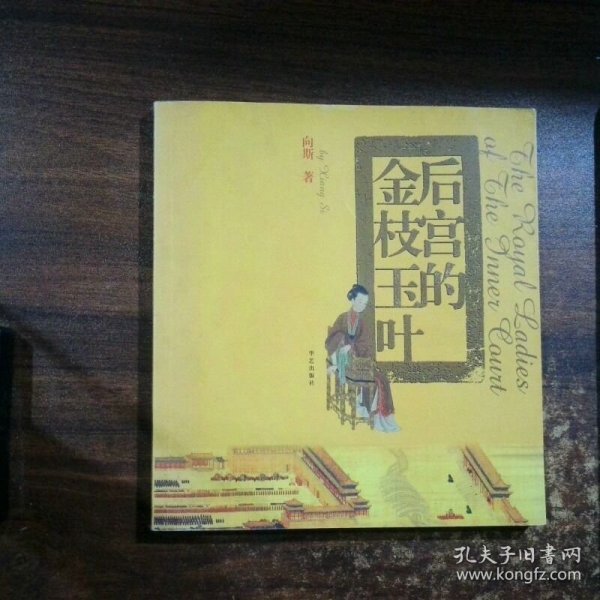 后宫的
金枝玉叶
The Royal Ladies
of The Inner Court
向斯 著
by Xiang Si
华艺出版社
孔夫子旧书网
www.kongfz.com